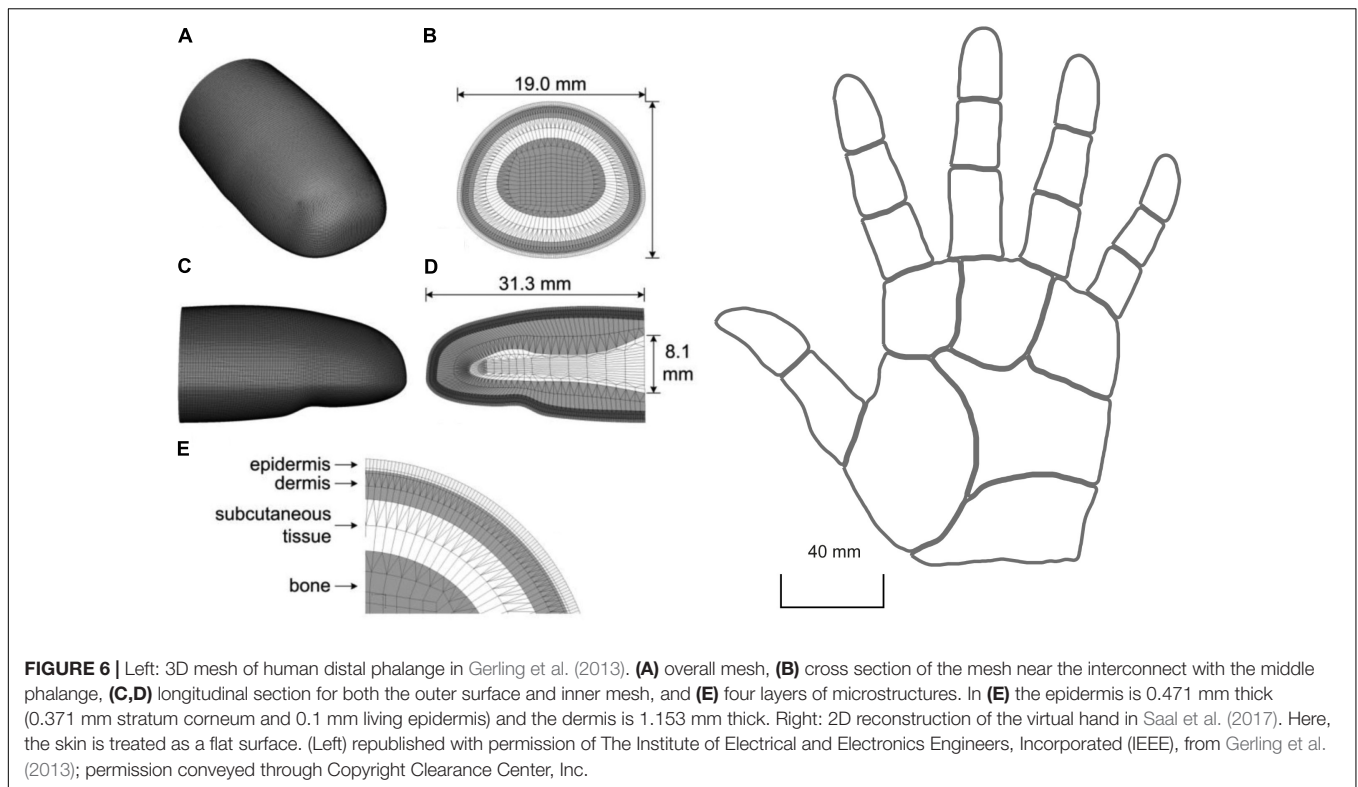 A
B
19.0 mm
C
D
31.3 mm
8.1
mm
E
epidermis
dermis
subcutaneous
tissue
bone
40 mm
FIGURE 6 | Left: 3D mesh of human distal phalange in Gerling et al. (2013). (A) overall mesh, (B) cross section of the mesh near the interconnect with the middle
phalange, (C,D) longitudinal section for both the outer surface and inner mesh, and (E) four layers of microstructures. In (E) the epidermis is 0.471 mm thick
(0.371 mm stratum corneum and 0.1 mm living epidermis) and the dermis is 1.153 mm thick. Right: 2D reconstruction of the virtual hand in Saal et al. (2017). Here,
the skin is treated as a flat surface. (Left) republished with permission of The Institute of Electrical and Electronics Engineers, Incorporated (IEEE), from Gerling et al.
(2013); permission conveyed through Copyright Clearance Center, Inc.